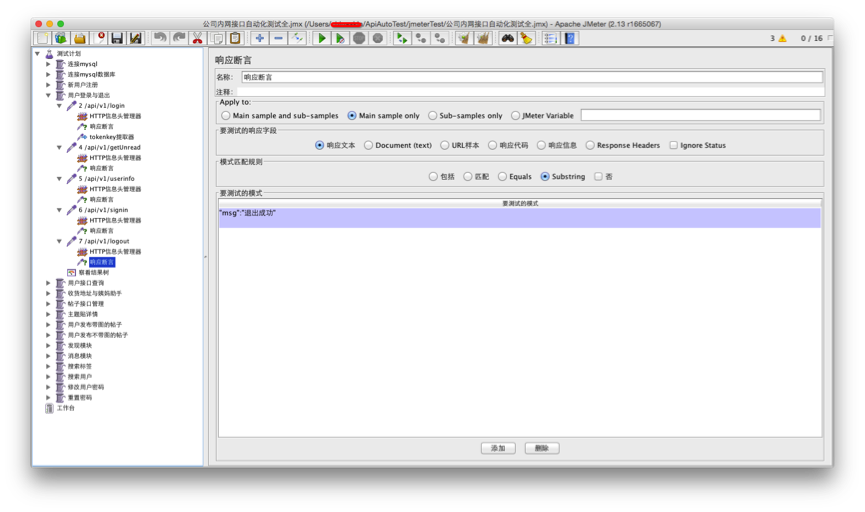 公司内网接口自动化测试全.jmx (/Users/ /ApiAutoTest/jmeterTest/公司内网接口自动化测试全.jmx) - Apache JMeter (2.13 r1665067)
3 0 / 16
测试计划
连接mysql
连接mysql数据库
新用户注册
用户登录与退出
2 /api/v1/login
HTTP信息头管理器
响应断言
tokenkey提取器
4 /api/v1/getUnread
HTTP信息头管理器
响应断言
5 /api/v1/userinfo
HTTP信息头管理器
响应断言
6 /api/v1/signin
HTTP信息头管理器
响应断言
7 /api/v1/logout
HTTP信息头管理器
响应断言
察看结果树
用户接口查询
收货地址与姨妈助手
帖子接口管理
主题贴详情
用户发布带图的帖子
用户发布不带图的帖子
发现模块
消息模块
搜索标签
搜索用户
修改用户密码
重置密码
工作台
响应断言
名称: 响应断言
注释:
Apply to:
Main sample and sub-samples Main sample only Sub-samples only JMeter Variable
要测试的响应字段
响应文本 Document (text) URL样本 响应代码 响应信息 Response Headers Ignore Status
模式匹配规则
包括 匹配 Equals Substring 否
要测试的模式
要测试的模式
"msg":"退出成功"
添加 删除